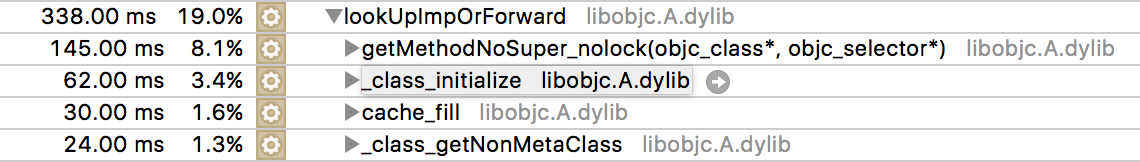 338.00 ms 19.0% lookUpImpOrForward libobjc.A.dylib
145.00 ms 8.1% getMethodNoSuper_nolock(objc_class*, objc_selector*) libobjc.A.dylib
62.00 ms 3.4% _class_initialize libobjc.A.dylib
30.00 ms 1.6% cache_fill libobjc.A.dylib
24.00 ms 1.3% _class_getNonMetaClass libobjc.A.dylib